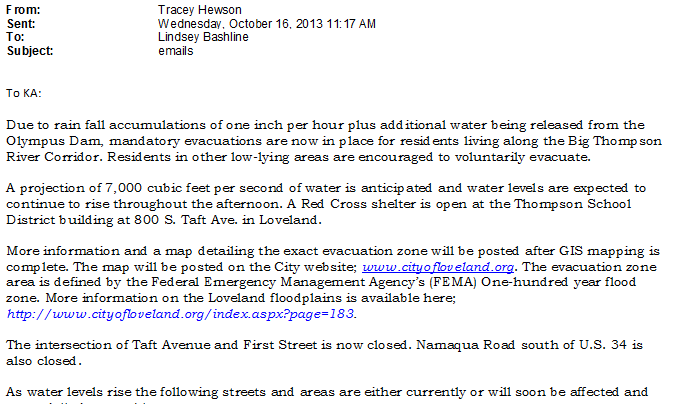 From: Tracey Hewson
Sent: Wednesday, October 16, 2013 11:17 AM
To: Lindsey Bashline
Subject: emails
To KA:
Due to rain fall accumulations of one inch per hour plus additional water being released from the
Olympus Dam, mandatory evacuations are now in place for residents living along the Big Thompson
River Corridor. Residents in other low-lying areas are encouraged to voluntarily evacuate.
A projection of 7,000 cubic feet per second of water is anticipated and water levels are expected to
continue to rise throughout the afternoon. A Red Cross shelter is open at the Thompson School
District building at 800 S. Taft Ave. in Loveland.
More information and a map detailing the exact evacuation zone will be posted after GIS mapping is
complete. The map will be posted on the City website; www.cityofloveland.org. The evacuation zone
area is defined by the Federal Emergency Management Agency's (FEMA) One-hundred year flood
zone. More information on the Loveland floodplains is available here;
http://www.cityofloveland.org/index.aspx?page=183.
The intersection of Taft Avenue and First Street is now closed. Namaqua Road south of U.S. 34 is
also closed.
As water levels rise the following streets and areas are either currently or will soon be affected and